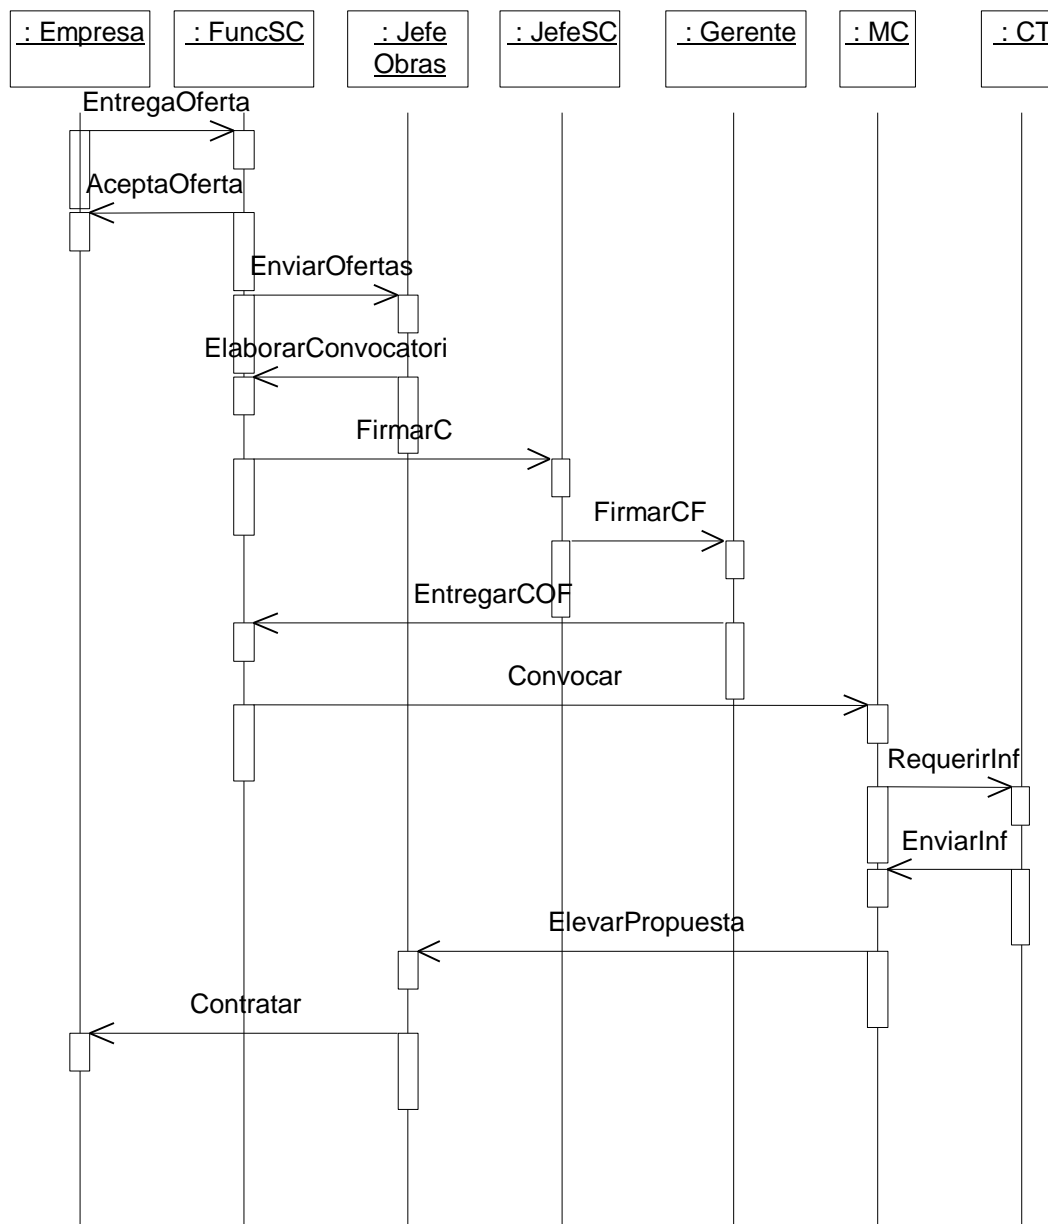 : Empresa
: FuncSC
: Jefe
Obras
: JefeSC
: Gerente
: MC
: CT
EntregaOferta
AceptaOferta
EnviarOfertas
ElaborarConvocatori
FirmarC
FirmarCF
EntregarCOF
Convocar
RequerirInf
EnviarInf
ElevarPropuesta
Contratar